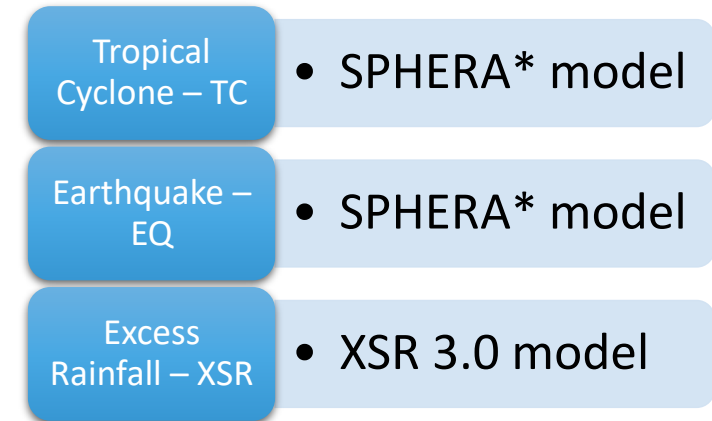 Tropical
Cyclone – TC
• SPHERA* model
Earthquake –
EQ
• SPHERA* model
Excess
Rainfall – XSR
• XSR 3.0 model